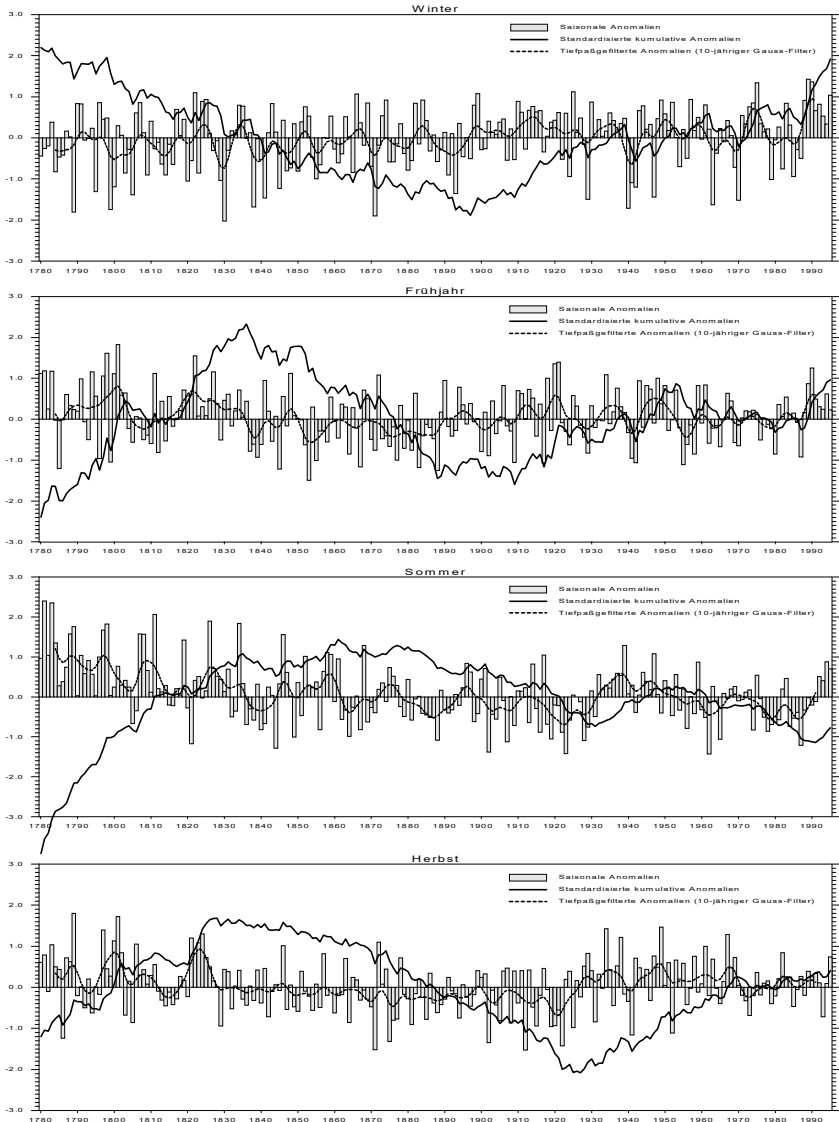 Winter
3.0
Saisonale Anomalien
Standardisierte kumulative Anomalien
2.0
Tiefpaßgefilterte Anomalien (10-jähriger Gauss-Filter)
1.0
0.0
-1.0
-2.0
-3.0
1780 1790 1800 1810 1820 1830 1840 1850 1860 1870 1880 1890 1900 1910 1920 1930 1940 1950 1960 1970 1980 1990
Frühjahr
3.0
Saisonale Anomalien
Standardisierte kumulative Anomalien
2.0
Tiefpaßgefilterte Anomalien (10-jähriger Gauss-Filter)
1.0
0.0
-1.0
-2.0
-3.0
1780 1790 1800 1810 1820 1830 1840 1850 1860 1870 1880 1890 1900 1910 1920 1930 1940 1950 1960 1970 1980 1990
Sommer
3.0
Saisonale Anomalien
Standardisierte kumulative Anomalien
2.0
Tiefpaßgefilterte Anomalien (10-jähriger Gauss-Filter)
1.0
0.0
-1.0
-2.0
-3.0
1780 1790 1800 1810 1820 1830 1840 1850 1860 1870 1880 1890 1900 1910 1920 1930 1940 1950 1960 1970 1980 1990
Herbst
3.0
Saisonale Anomalien
Standardisierte kumulative Anomalien
2.0
Tiefpaßgefilterte Anomalien (10-jähriger Gauss-Filter)
1.0
0.0
-1.0
-2.0
-3.0
1780 1790 1800 1810 1820 1830 1840 1850 1860 1870 1880 1890 1900 1910 1920 1930 1940 1950 1960 1970 1980 1990